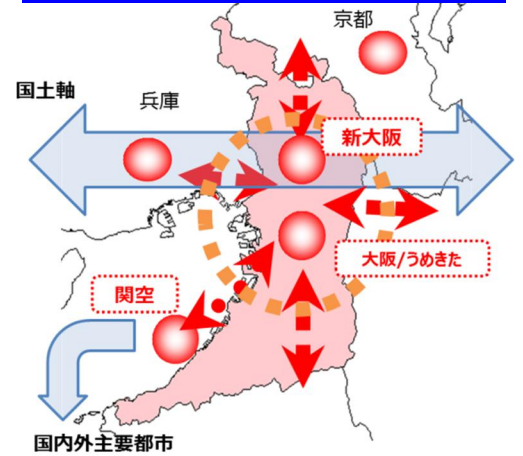 京都
国土軸
兵庫
新大阪
大阪/うめきた
関空
国内外主要都市